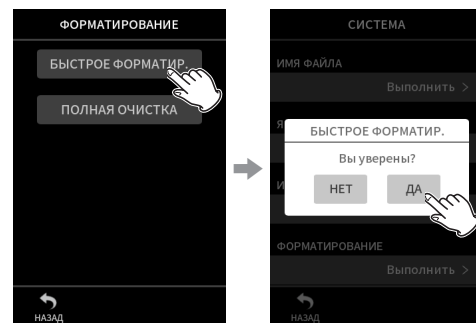 ФОРМАТИРОВАНИЕ
БЫСТРОЕ ФОРМАТИР.
ПОЛНАЯ ОЧИСТКА
НАЗАД
СИСТЕМА
ИМЯ ФАЙЛА
Выполнить >
БЫСТРОЕ ФОРМАТИР.
Вы уверены?
НЕТ
ДА
ФОРМАТИРОВАНИЕ
Выполнить >
НАЗАД